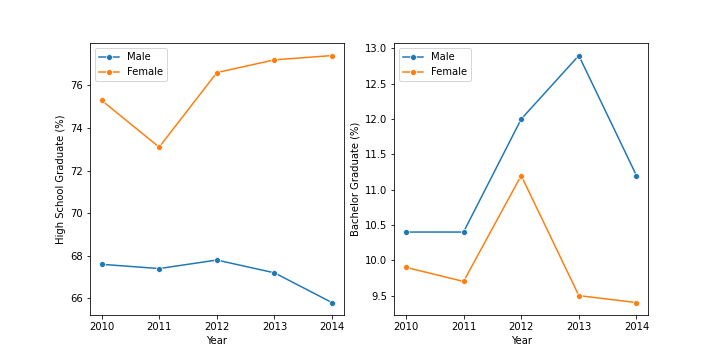 Male
Female
High School Graduate (%)
76
74
72
70
68
66
2010 2011 2012 2013 2014
Year
Male
Female
Bachelor Graduate (%)
13.0
12.5
12.0
11.5
11.0
10.5
10.0
9.5
2010 2011 2012 2013 2014
Year